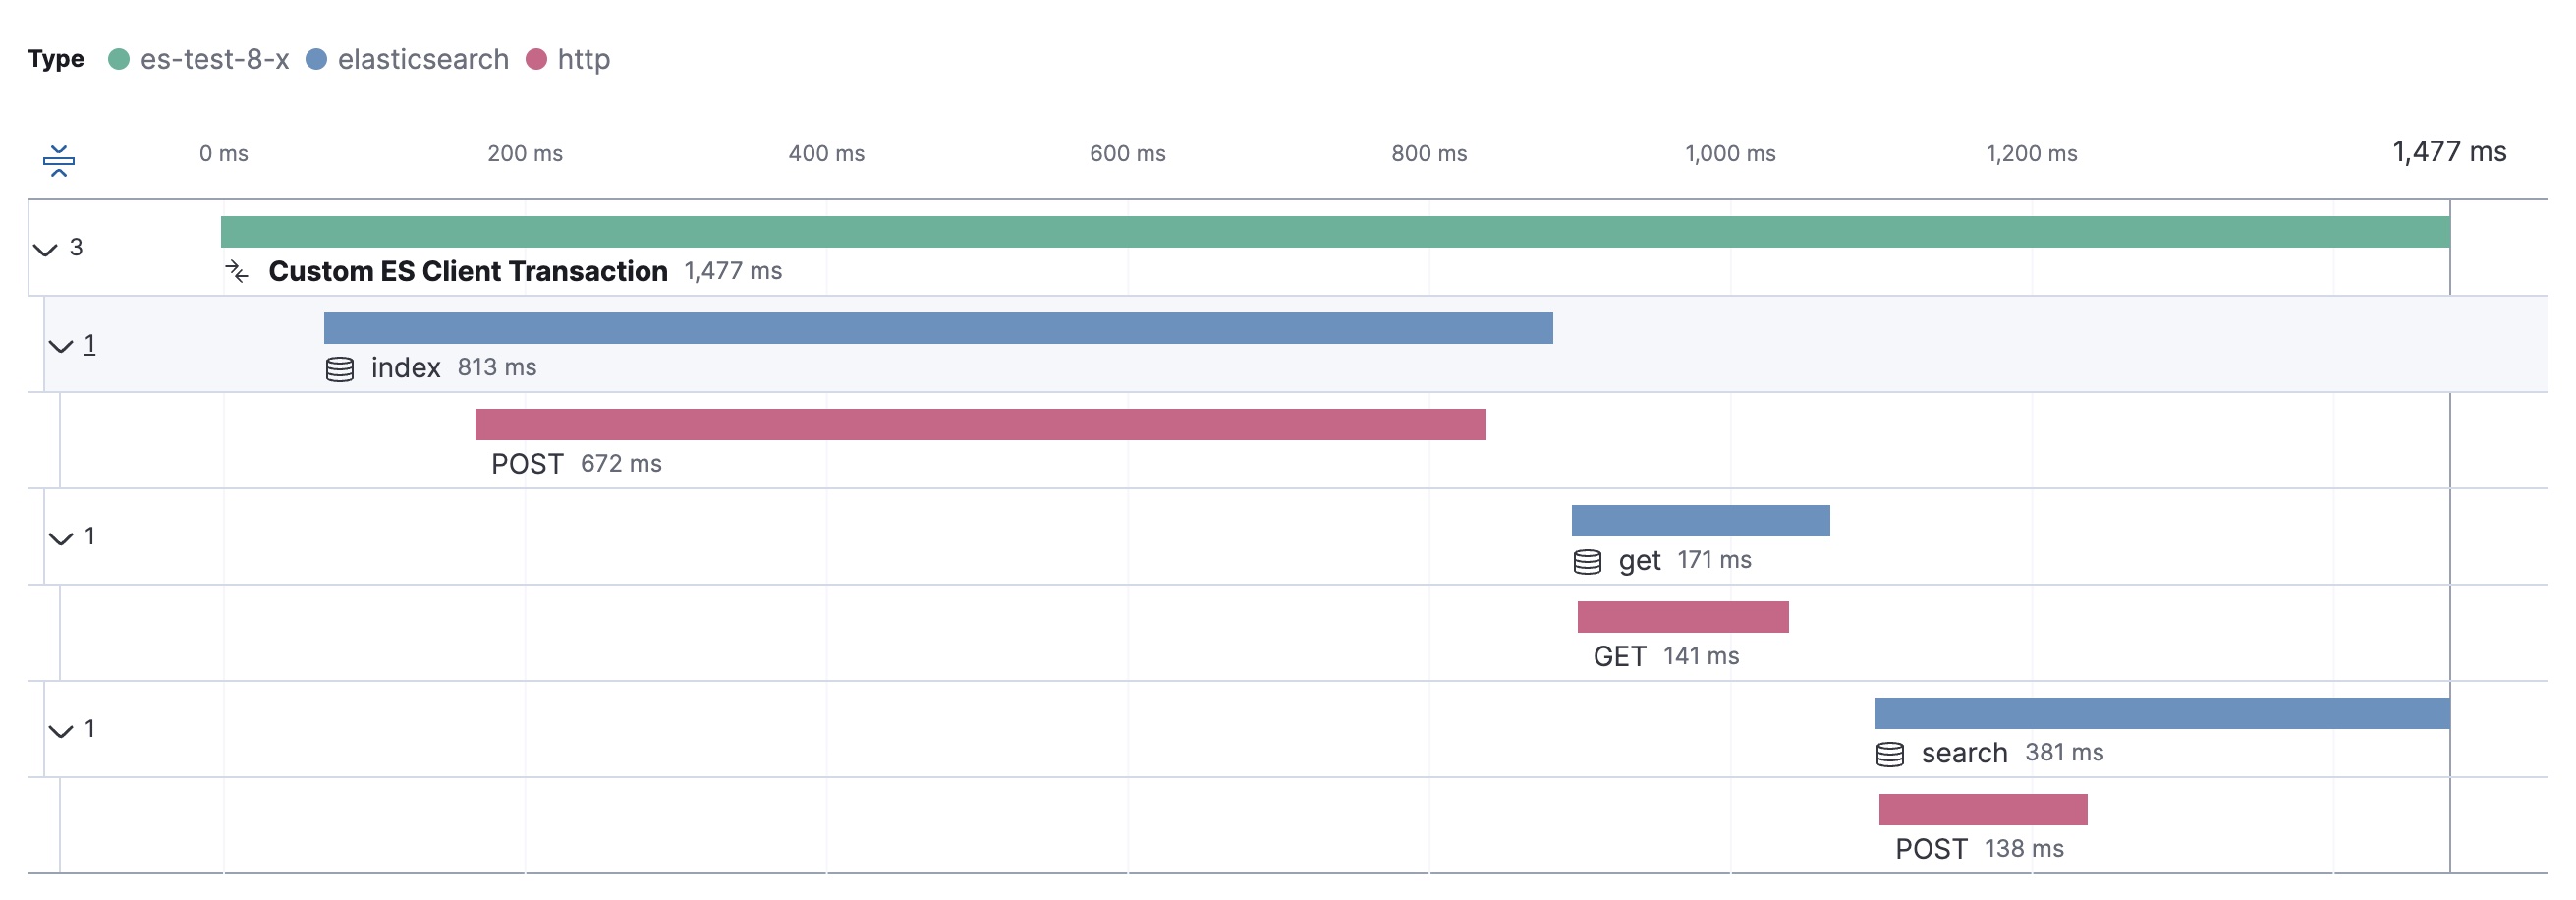 Type es-test-8-x elasticsearch http
0 ms 200 ms 400 ms 600 ms 800 ms 1,000 ms 1,200 ms 1,477 ms
3
Custom ES Client Transaction 1,477 ms
1
index 813 ms
POST 672 ms
1
get 171 ms
GET 141 ms
1
search 381 ms
POST 138 ms